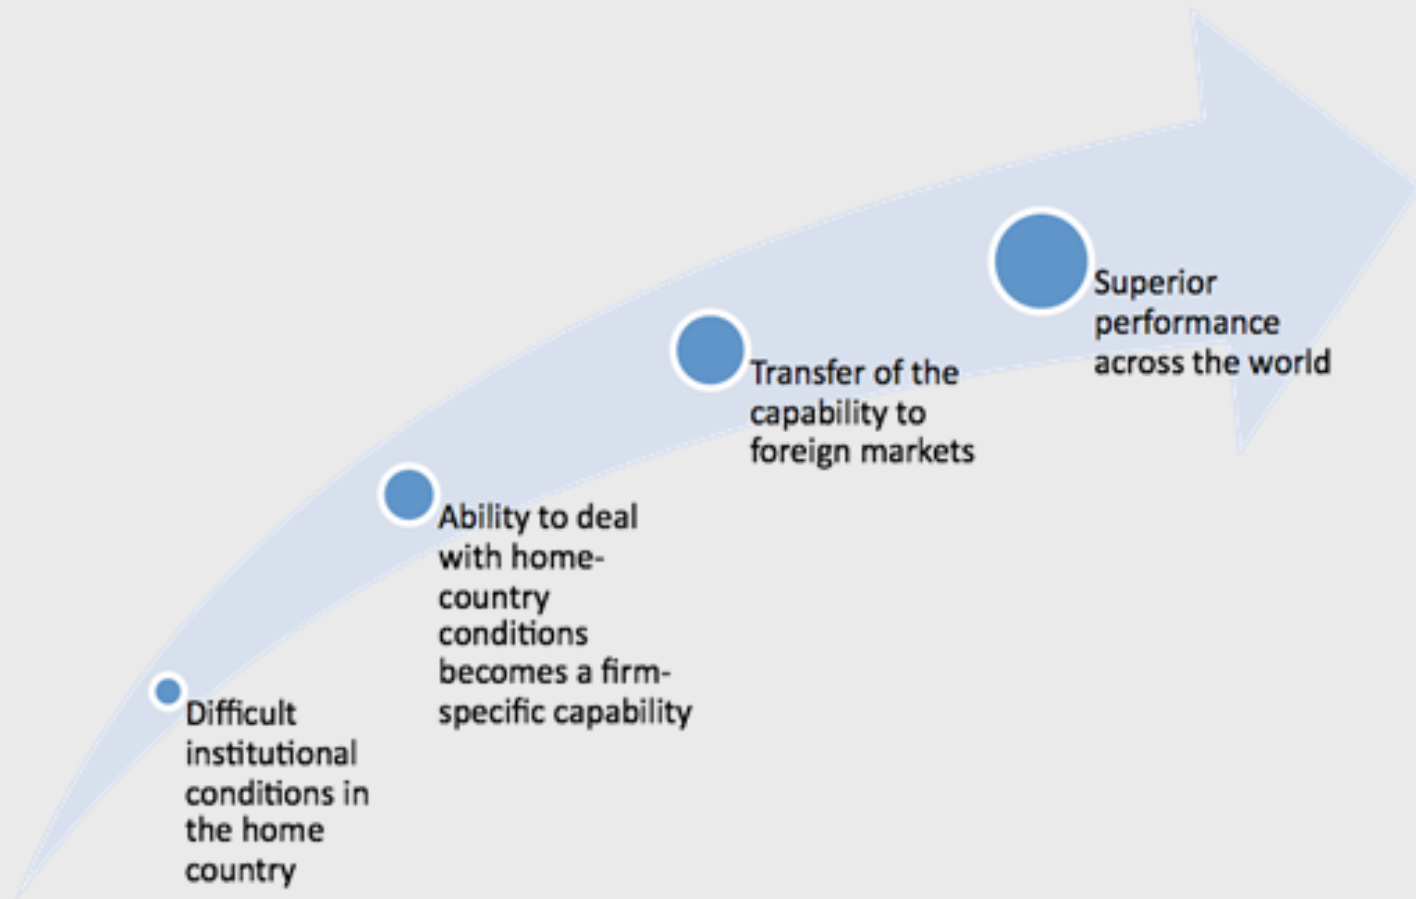 Difficult
institutional
conditions in
the home
country
Ability to deal
with home-
country
conditions
becomes a firm-
specific capability
Transfer of the
capability to
foreign markets
Superior
performance
across the world